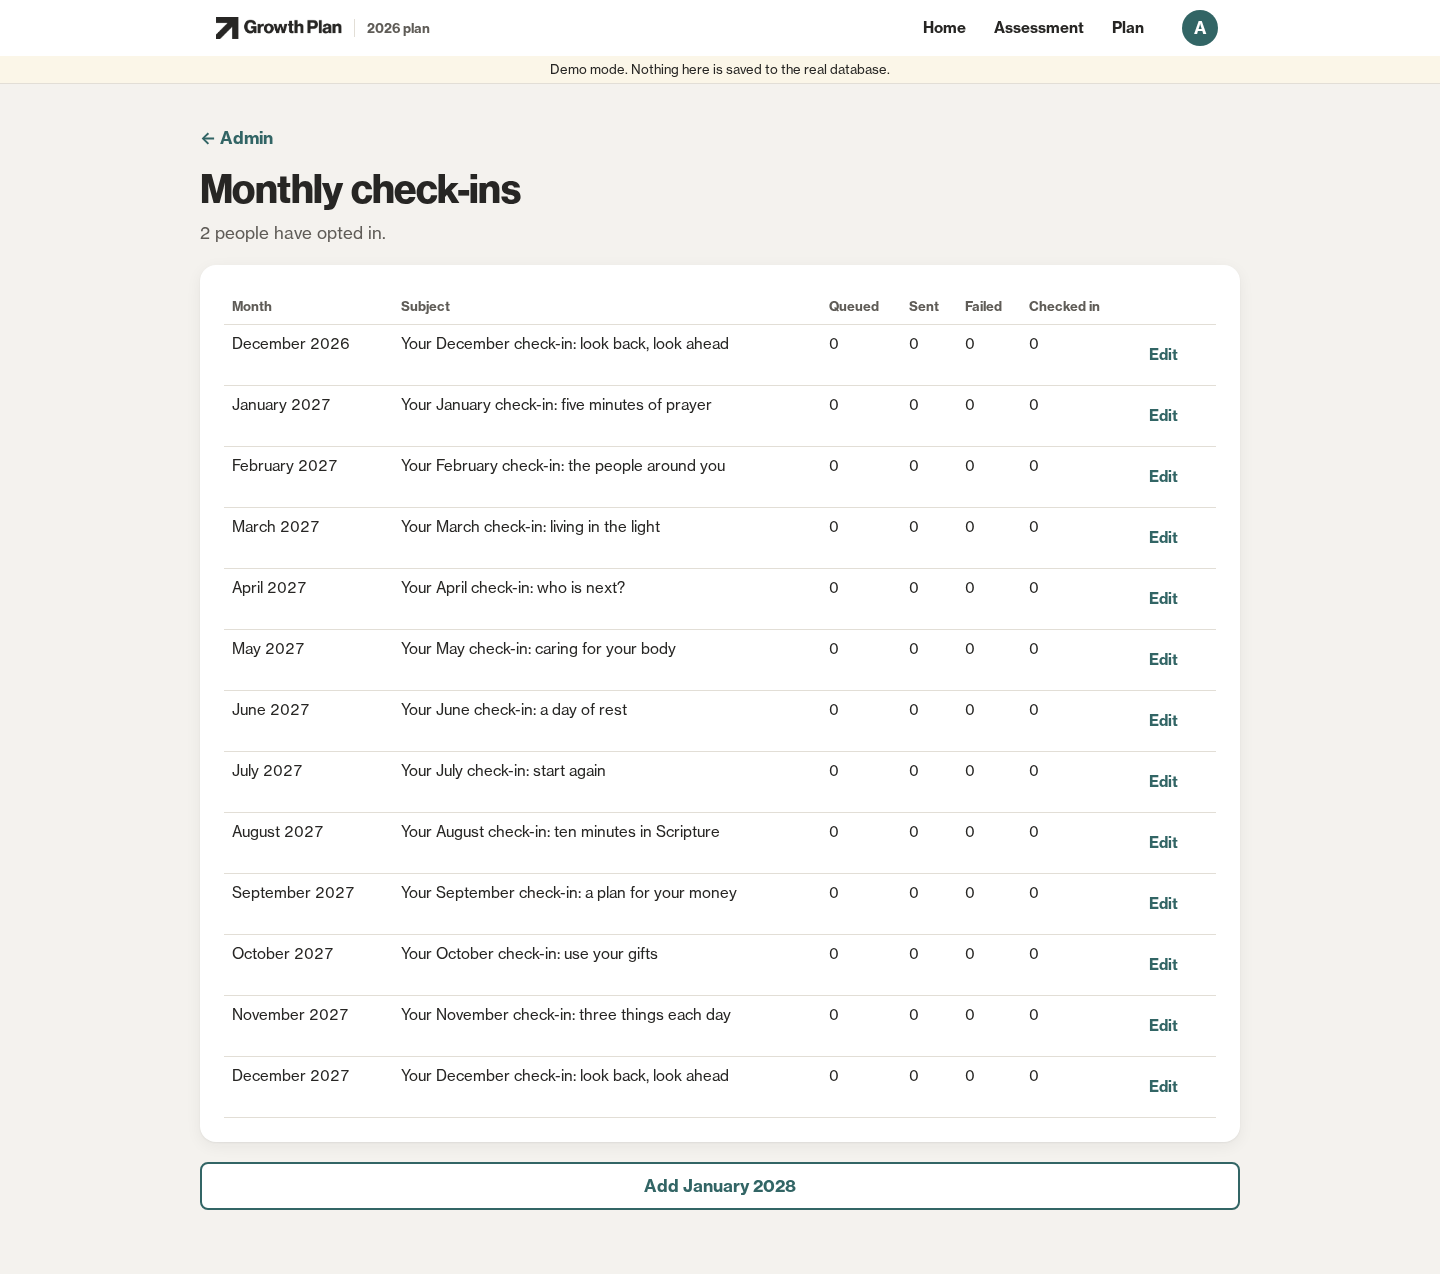 Growth Plan 2026 plan Home Assessment Plan A
Demo mode. Nothing here is saved to the real database.
← Admin
Monthly check-ins
2 people have opted in.
Month Subject Queued Sent Failed Checked in
December 2026 Your December check-in: look back, look ahead 0 0 0 0 Edit
January 2027 Your January check-in: five minutes of prayer 0 0 0 0 Edit
February 2027 Your February check-in: the people around you 0 0 0 0 Edit
March 2027 Your March check-in: living in the light 0 0 0 0 Edit
April 2027 Your April check-in: who is next? 0 0 0 0 Edit
May 2027 Your May check-in: caring for your body 0 0 0 0 Edit
June 2027 Your June check-in: a day of rest 0 0 0 0 Edit
July 2027 Your July check-in: start again 0 0 0 0 Edit
August 2027 Your August check-in: ten minutes in Scripture 0 0 0 0 Edit
September 2027 Your September check-in: a plan for your money 0 0 0 0 Edit
October 2027 Your October check-in: use your gifts 0 0 0 0 Edit
November 2027 Your November check-in: three things each day 0 0 0 0 Edit
December 2027 Your December check-in: look back, look ahead 0 0 0 0 Edit
Add January 2028